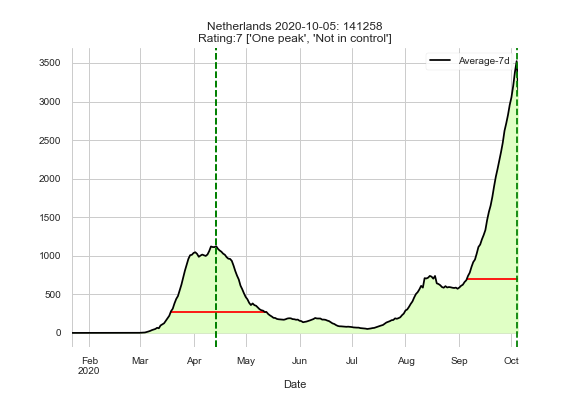 Netherlands 2020-10-05: 141258
Rating:7 ['One peak', 'Not in control']
Average-7d
3500
3000
2500
2000
1500
1000
500
0
Feb Mar Apr May Jun Jul Aug Sep Oct
2020
Date